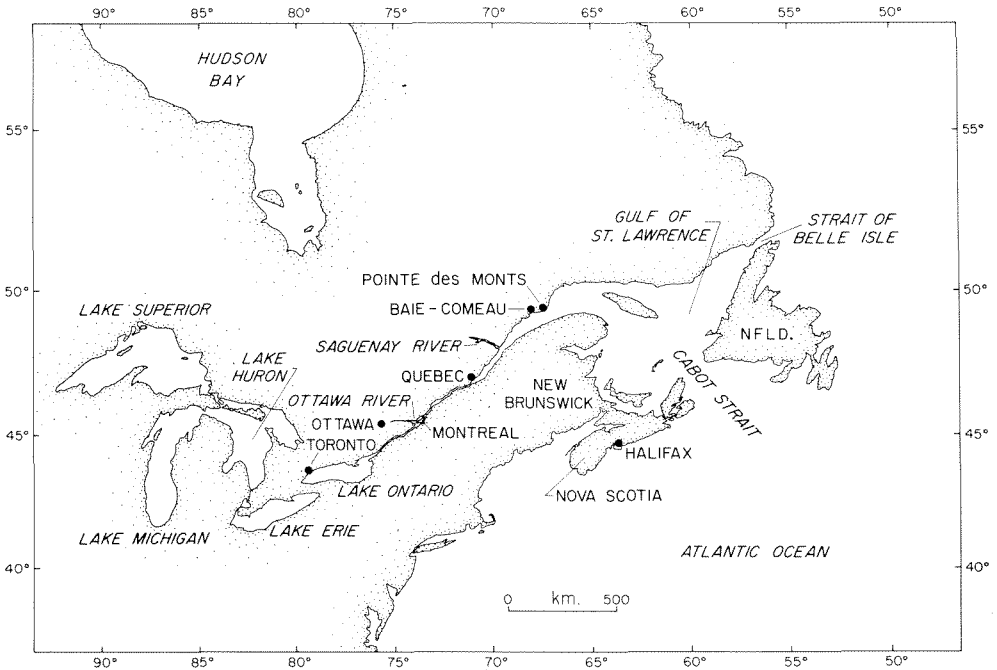 90° 85° 80° 75° 70° 65° 60° 55° 50°
HUDSON
BAY
55° 55°
GULF OF
ST. LAWRENCE
STRAIT OF
BELLE ISLE
POINTE des MONTS
50° 50°
BAIE-COMEAU
LAKE SUPERIOR
NFLD.
SAGUENAY RIVER
LAKE
HURON
CABOT STRAIT
QUEBEC
NEW
BRUNSWICK
OTTAWA RIVER
OTTAWA
45° 45°
MONTREAL
TORONTO
HALIFAX
LAKE ONTARIO
NOVA SCOTIA
LAKE ERIE
LAKE MICHIGAN
ATLANTIC OCEAN
40° 40°
0 km. 500
90° 85° 80° 75° 70° 65° 60° 55° 50°